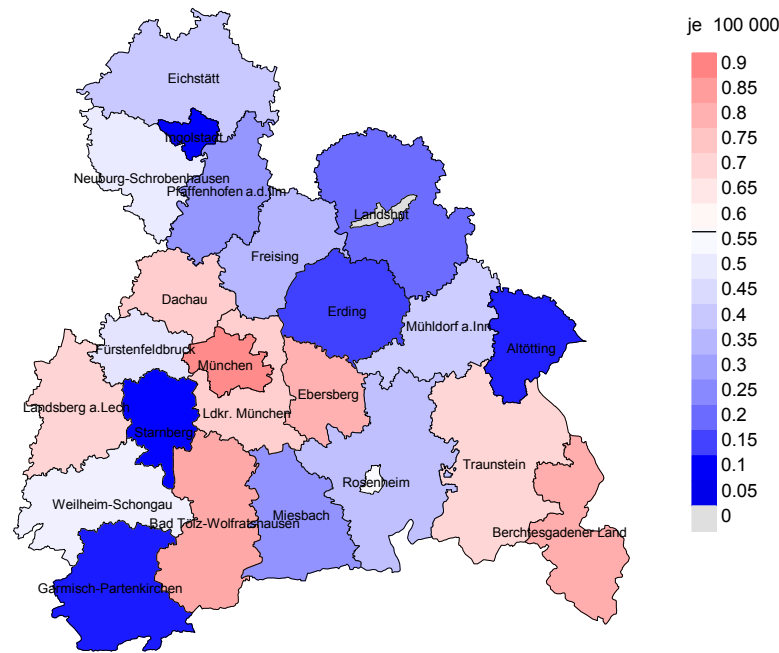 je 100 000
0.9
0.85
0.8
0.75
0.7
0.65
0.6
0.55
0.5
0.45
0.4
0.35
0.3
0.25
0.2
0.15
0.1
0.05
0
Eichstätt
Ingolstadt
Neuburg-Schrobenhausen
Pfaffenhofen a.d.Ilm
Landshut
Freising
Dachau
Erding
Mühldorf a.Inn
Altötting
Fürstenfeldbruck
München
Ebersberg
Landsberg a.Lech
Ldkr. München
Starnberg
Traunstein
Rosenheim
Weilheim-Schongau
Miesbach
Bad Tölz-Wolfratshausen
Berchtesgadener Land
Garmisch-Partenkirchen